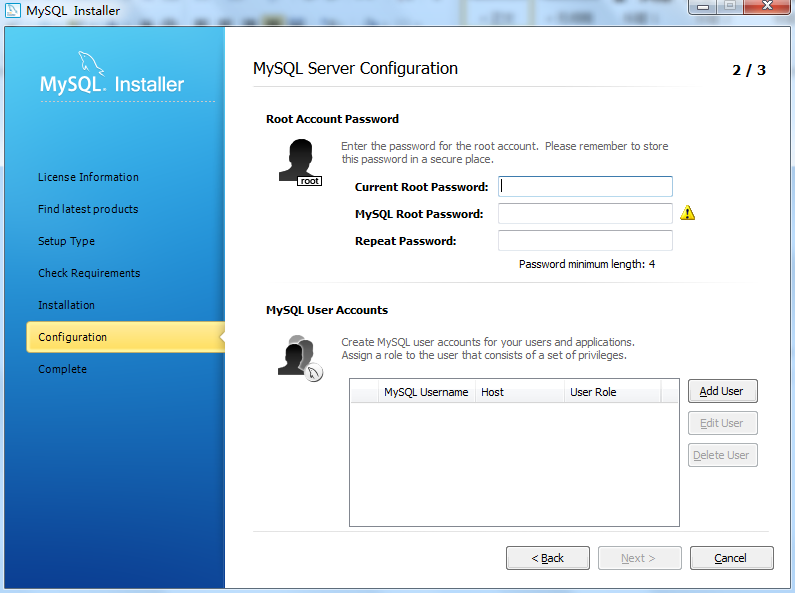 MySQL Installer
MySQL. Installer
License Information
Find latest products
Setup Type
Check Requirements
Installation
Configuration
Complete
MySQL Server Configuration
2 / 3
Root Account Password
root
Enter the password for the root account. Please remember to store
this password in a secure place.
Current Root Password:
MySQL Root Password:
Repeat Password:
Password minimum length: 4
MySQL User Accounts
Create MySQL user accounts for your users and applications.
Assign a role to the user that consists of a set of privileges.
MySQL Username Host User Role
Add User
Edit User
Delete User
< Back Next > Cancel